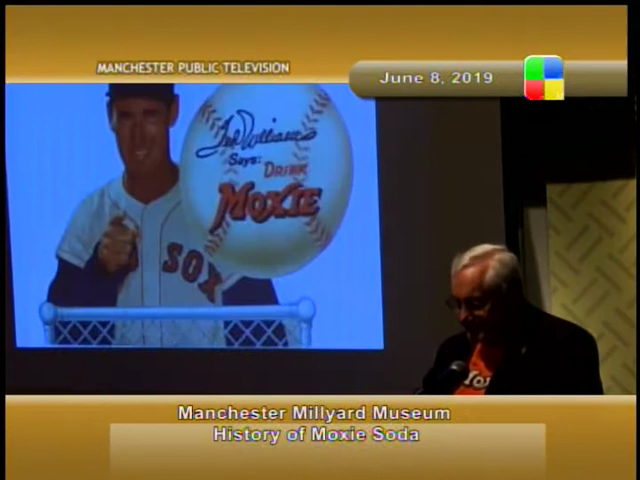 MANCHESTER PUBLIC TELEVISION
June 8, 2019
Ted Williams
Says: DRINK
MOXIE
SOX
Manchester Millyard Museum
History of Moxie Soda